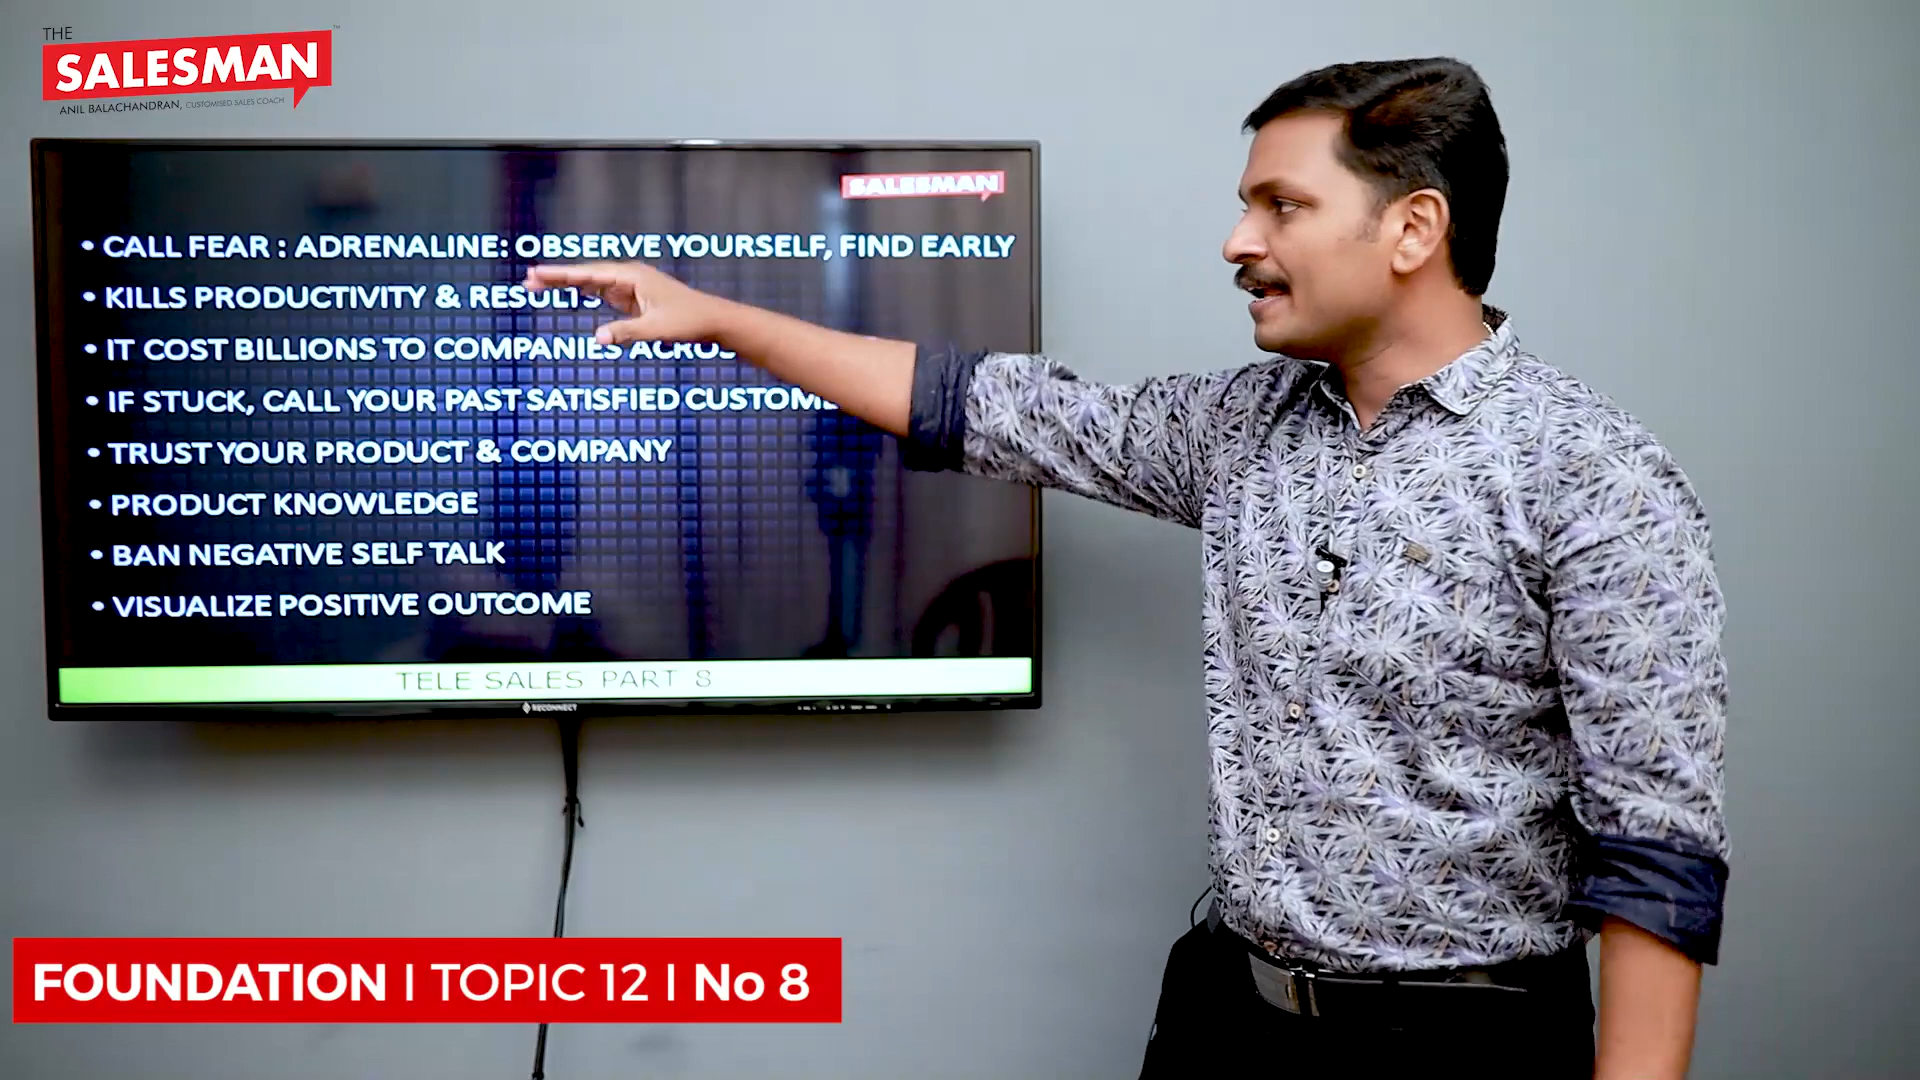 THE
SALESMAN
ANIL BALACHANDRAN, CUSTOMISED SALES COACH
SALESMAN
• CALL FEAR : ADRENALINE: OBSERVE YOURSELF, FIND EARLY
• KILLS PRODUCTIVITY & RESULTS
• IT COST BILLIONS TO COMPANIES
• IF STUCK, CALL YOUR PAST SATISFIED
• TRUST YOUR PRODUCT & COMPANY
• PRODUCT KNOWLEDGE
• BAN NEGATIVE SELF TALK
• VISUALIZE POSITIVE OUTCOME
TELE SALES PART 8
RECONNECT
FOUNDATION | TOPIC 12 | No 8